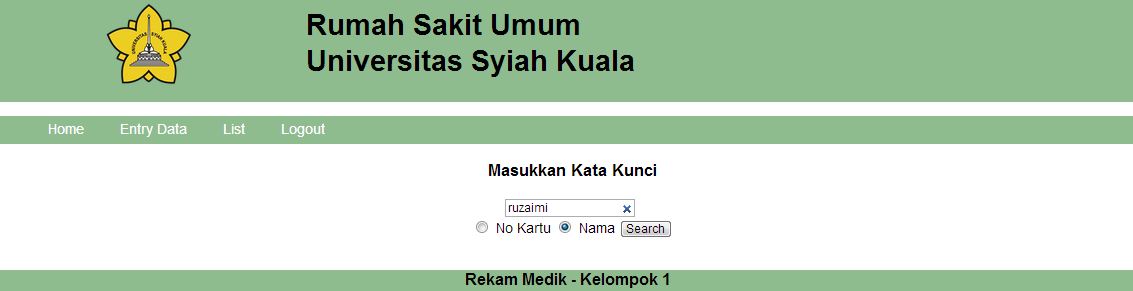 UNIVERSITAS SYIAH KUALA
Rumah Sakit Umum
Universitas Syiah Kuala
Home Entry Data List Logout
Masukkan Kata Kunci
ruzaimi
No Kartu Nama Search
Rekam Medik - Kelompok 1